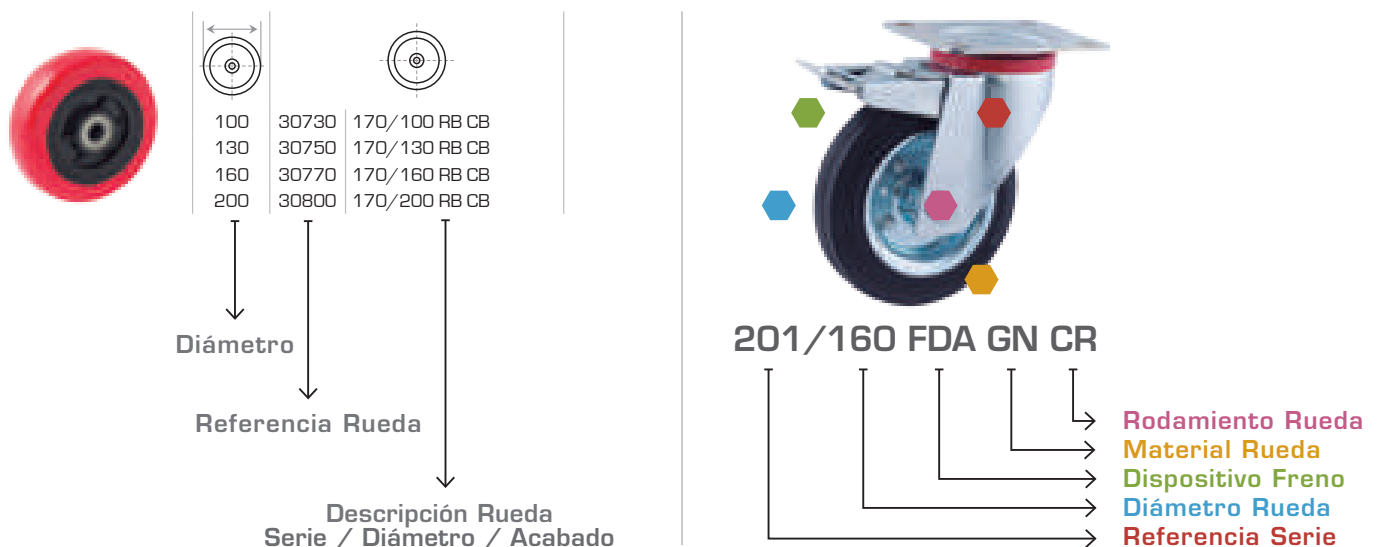 100 30730 170/100 RB CB
130 30750 170/130 RB CB
160 30770 170/160 RB CB
200 30800 170/200 RB CB
Diámetro
Referencia Rueda
Descripción Rueda
Serie / Diámetro / Acabado
201/160 FDA GN CR
Rodamiento Rueda
Material Rueda
Dispositivo Freno
Diámetro Rueda
Referencia Serie